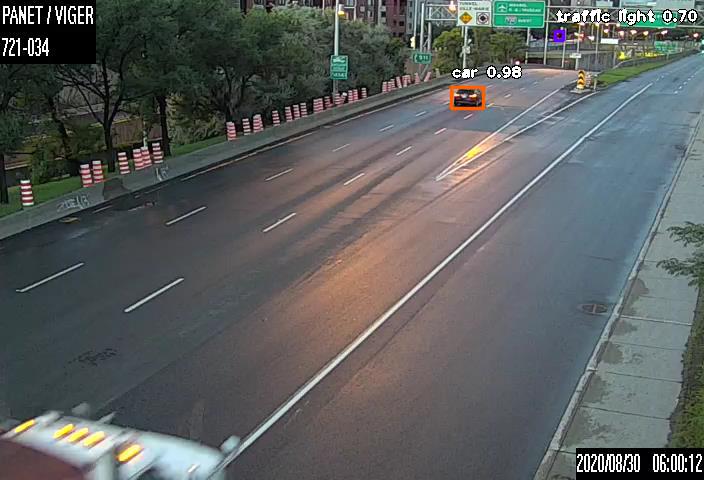 PANET / VIGER
721-034
traffic light 0.70
car 0.98
2020/08/30 06:00:12